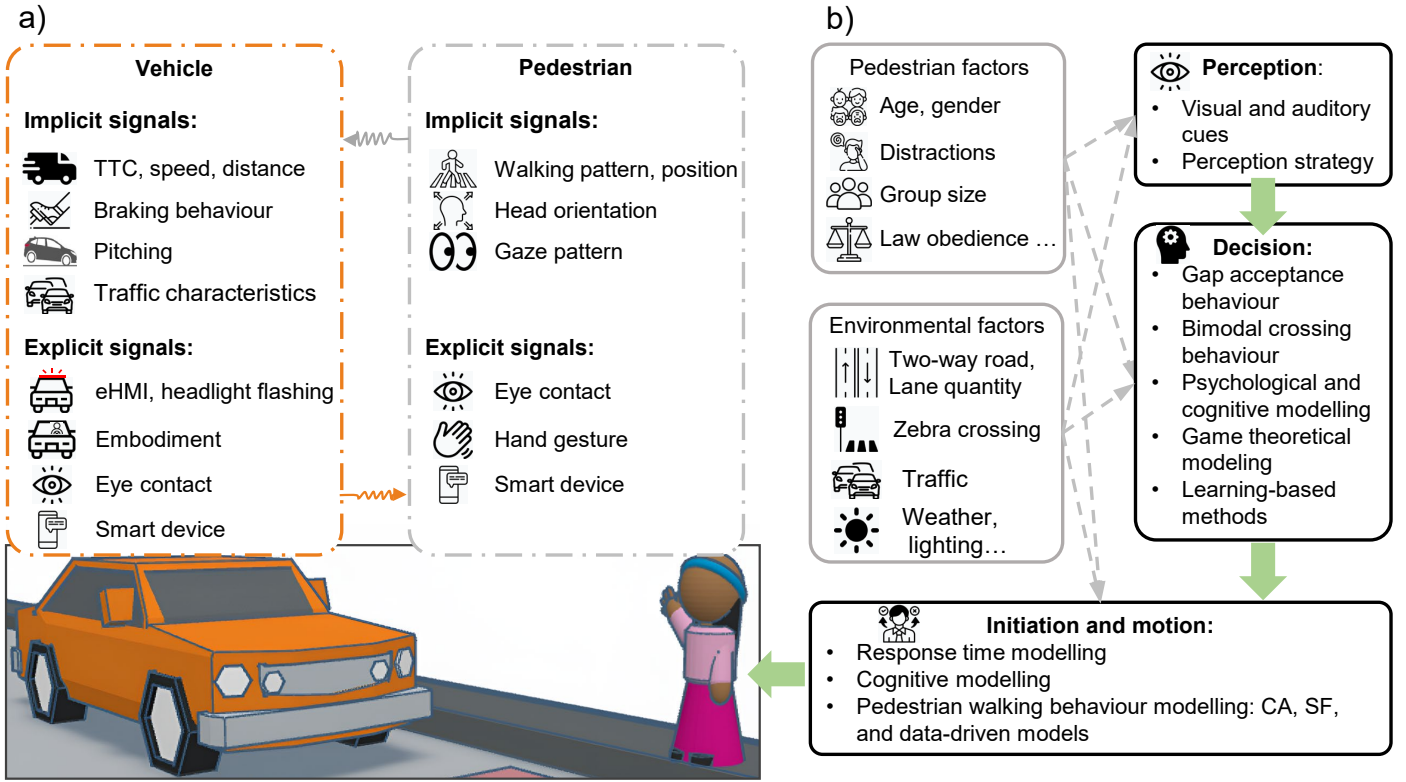 a)
Vehicle
Implicit signals:
TTC, speed, distance
Braking behaviour
Pitching
Traffic characteristics
Explicit signals:
eHMI, headlight flashing
Embodiment
Eye contact
Smart device
Pedestrian
Implicit signals:
Walking pattern, position
Head orientation
Gaze pattern
Explicit signals:
Eye contact
Hand gesture
Smart device
b)
Pedestrian factors
Age, gender
Distractions
Group size
Law obedience …
Environmental factors
Two-way road,
Lane quantity
Zebra crossing
Traffic
Weather,
lighting…
Perception:
• Visual and auditory
cues
• Perception strategy
Decision:
• Gap acceptance
behaviour
• Bimodal crossing
behaviour
• Psychological and
cognitive modelling
• Game theoretical
modeling
• Learning-based
methods
Initiation and motion:
• Response time modelling
• Cognitive modelling
• Pedestrian walking behaviour modelling: CA, SF,
and data-driven models